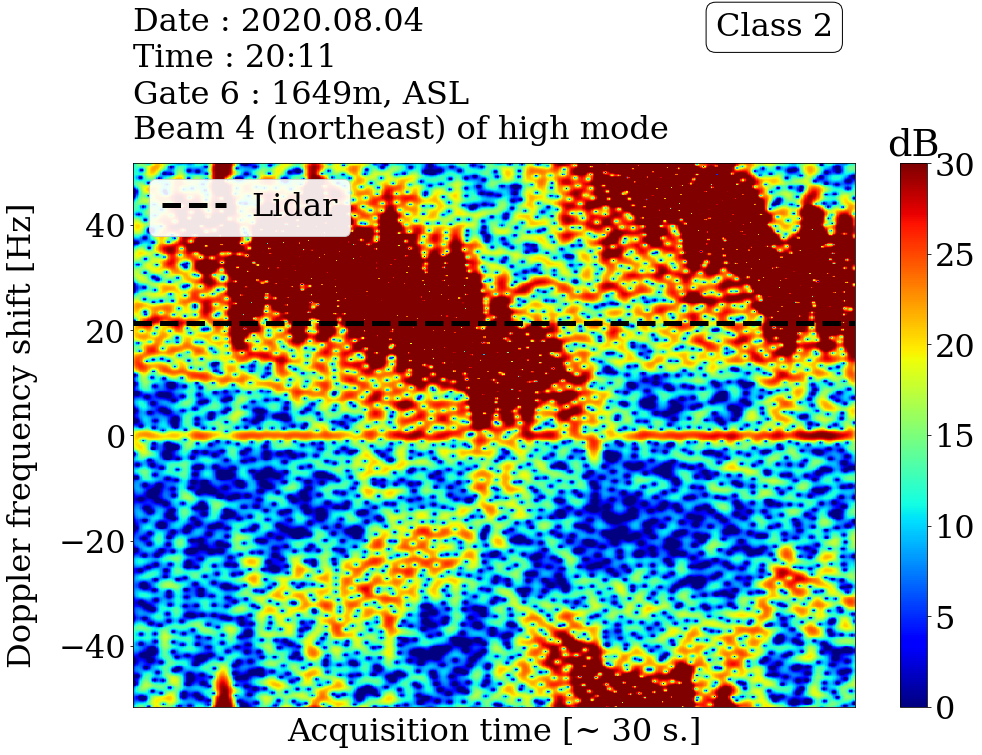 Date : 2020.08.04
Time : 20:11
Gate 6 : 1649m, ASL
Beam 4 (northeast) of high mode
Class 2
dB
Lidar
Doppler frequency shift [Hz]
40
20
0
−20
−40
Acquisition time [~ 30 s.]
30
25
20
15
10
5
0